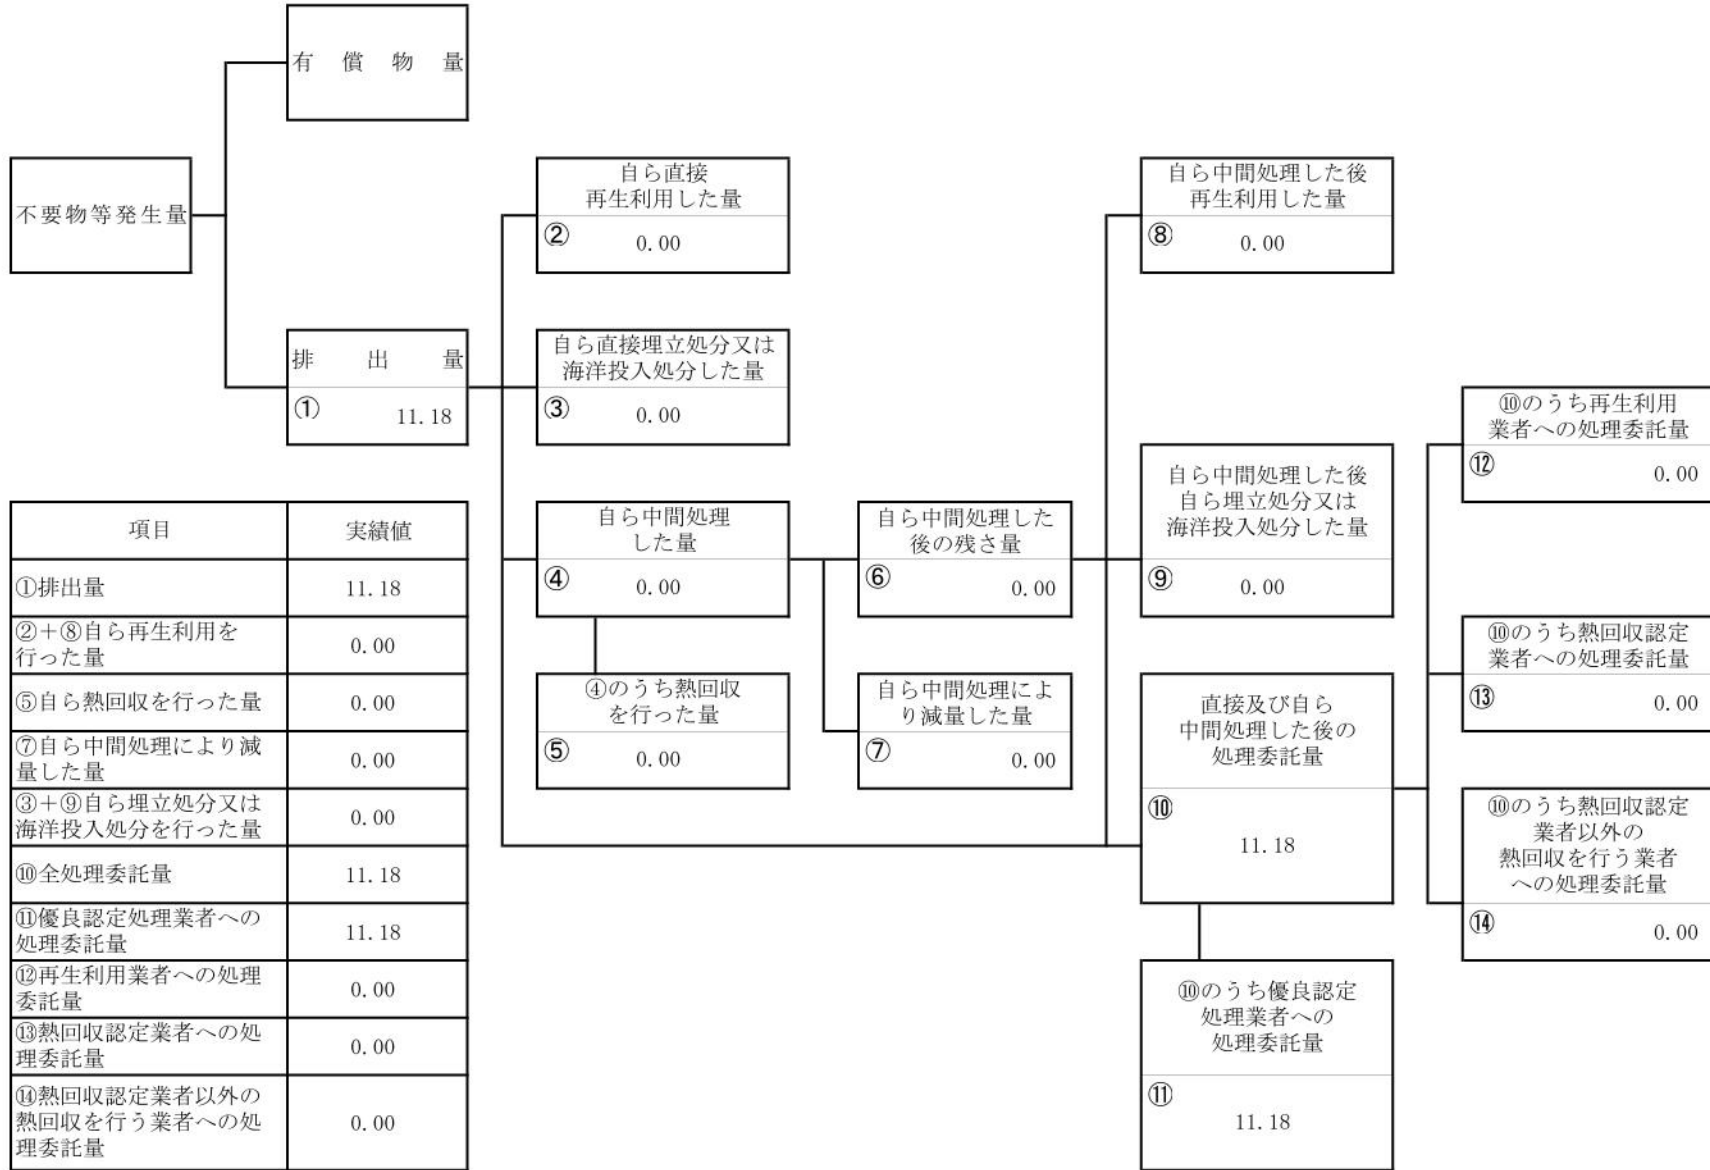 有償物量
不要物等発生量
自ら直接
再生利用した量
② 0.00
自ら中間処理した後
再生利用した量
⑧ 0.00
排出量
① 11.18
自ら直接埋立処分又は
海洋投入処分した量
③ 0.00
⑩のうち再生利用
業者への処理委託量
⑫ 0.00
自ら中間処理した後
自ら埋立処分又は
海洋投入処分した量
⑨ 0.00
自ら中間処理
した量
④ 0.00
自ら中間処理した
後の残さ量
⑥ 0.00
⑩のうち熱回収認定
業者への処理委託量
⑬ 0.00
④のうち熱回収
を行った量
⑤ 0.00
自ら中間処理によ
り減量した量
⑦ 0.00
直接及び自ら
中間処理した後の
処理委託量
⑩
11.18
⑩のうち熱回収認定
業者以外の
熱回収を行う業者
への処理委託量
⑭ 0.00
⑩のうち優良認定
処理業者への
処理委託量
⑪
11.18
項目 実績値
①排出量 11.18
②+⑧自ら再生利用を
行った量 0.00
⑤自ら熱回収を行った量 0.00
⑦自ら中間処理により減
量した量 0.00
③+⑨自ら埋立処分又は
海洋投入処分を行った量 0.00
⑩全処理委託量 11.18
⑪優良認定処理業者への
処理委託量 11.18
⑫再生利用業者への処理
委託量 0.00
⑬熱回収認定業者への処
理委託量 0.00
⑭熱回収認定業者以外の
熱回収を行う業者への処
理委託量 0.00